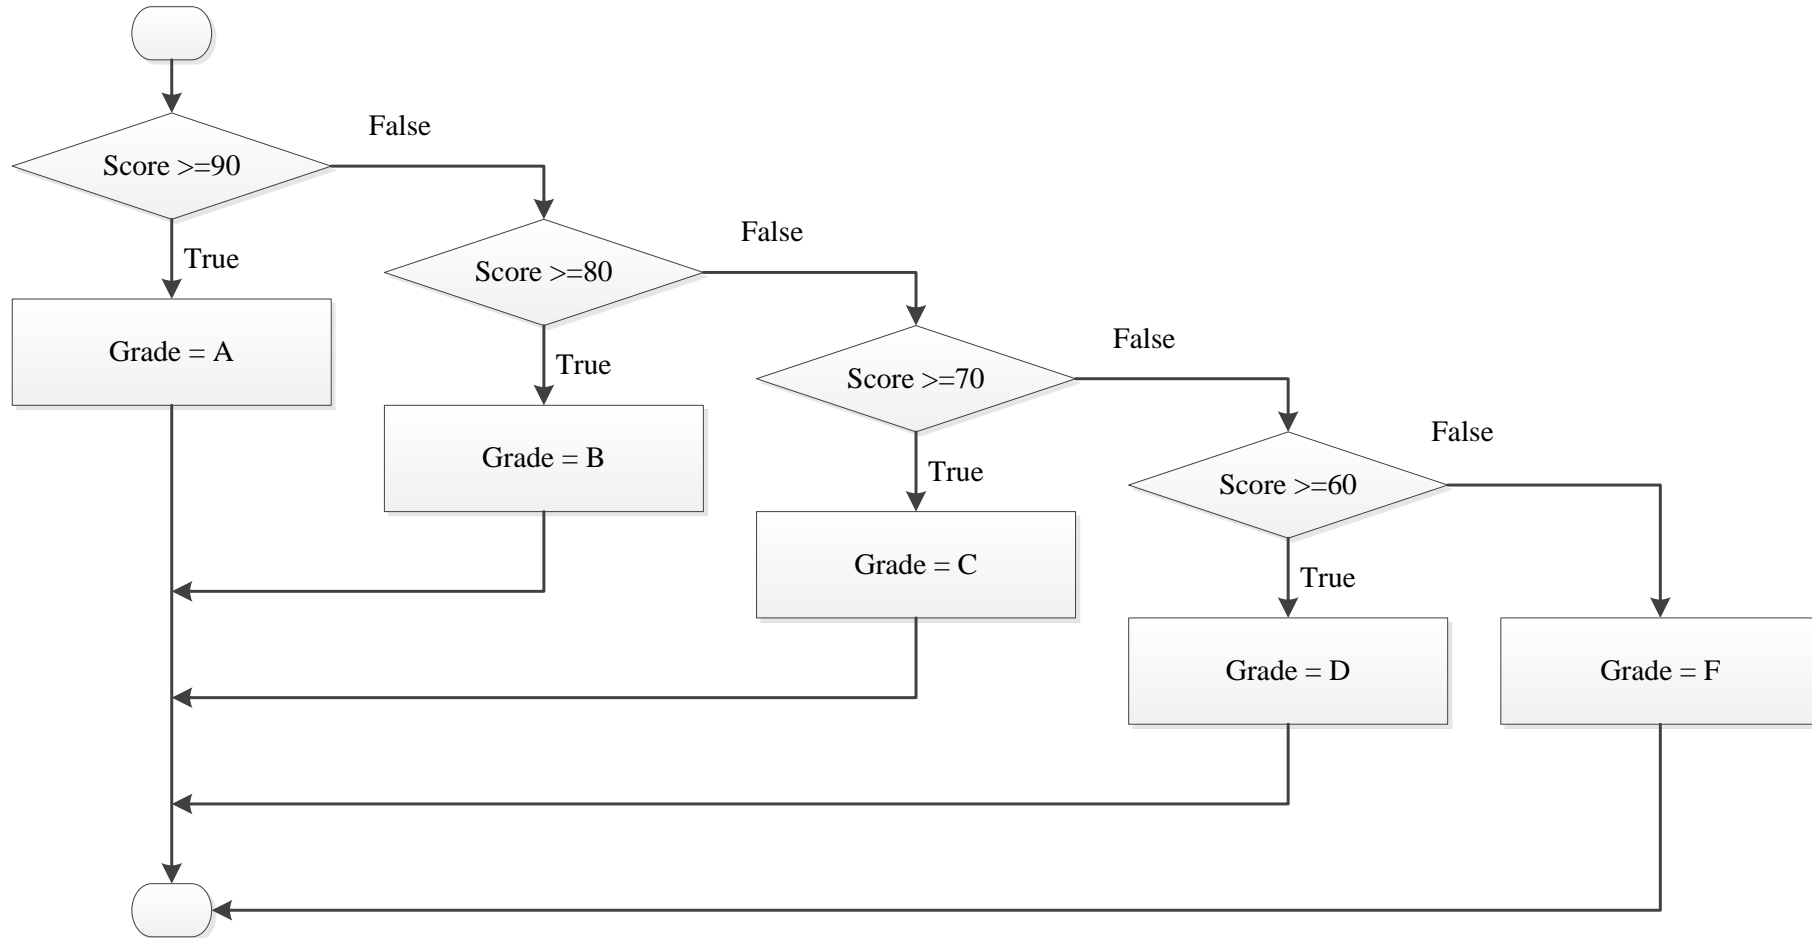 False
Score >=90
False
True
Score >=80
False
Grade = A
True
Score >=70
False
Grade = B
True
Score >=60
Grade = C
True
Grade = D
Grade = F